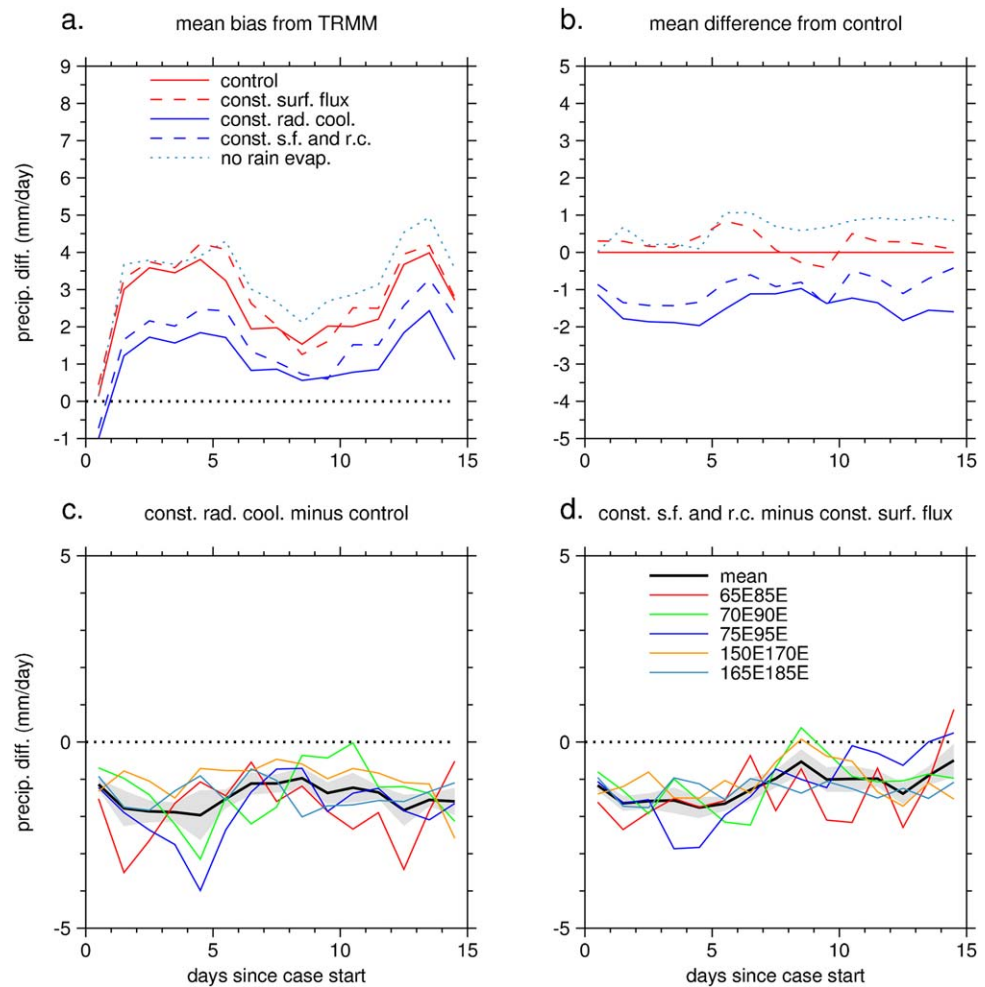 a. mean bias from TRMM
precip. diff. (mm/day)
9
8
7
6
5
4
3
2
1
0
-1
control
const. surf. flux
const. rad. cool.
const. s.f. and r.c.
no rain evap.
0 5 10 15
b. mean difference from control
5
4
3
2
1
0
-1
-2
-3
-4
-5
0 5 10 15
c. const. rad. cool. minus control
precip. diff. (mm/day)
5
0
-5
0 5 10 15
days since case start
d. const. s.f. and r.c. minus const. surf. flux
5
0
-5
mean
65E85E
70E90E
75E95E
150E170E
165E185E
0 5 10 15
days since case start